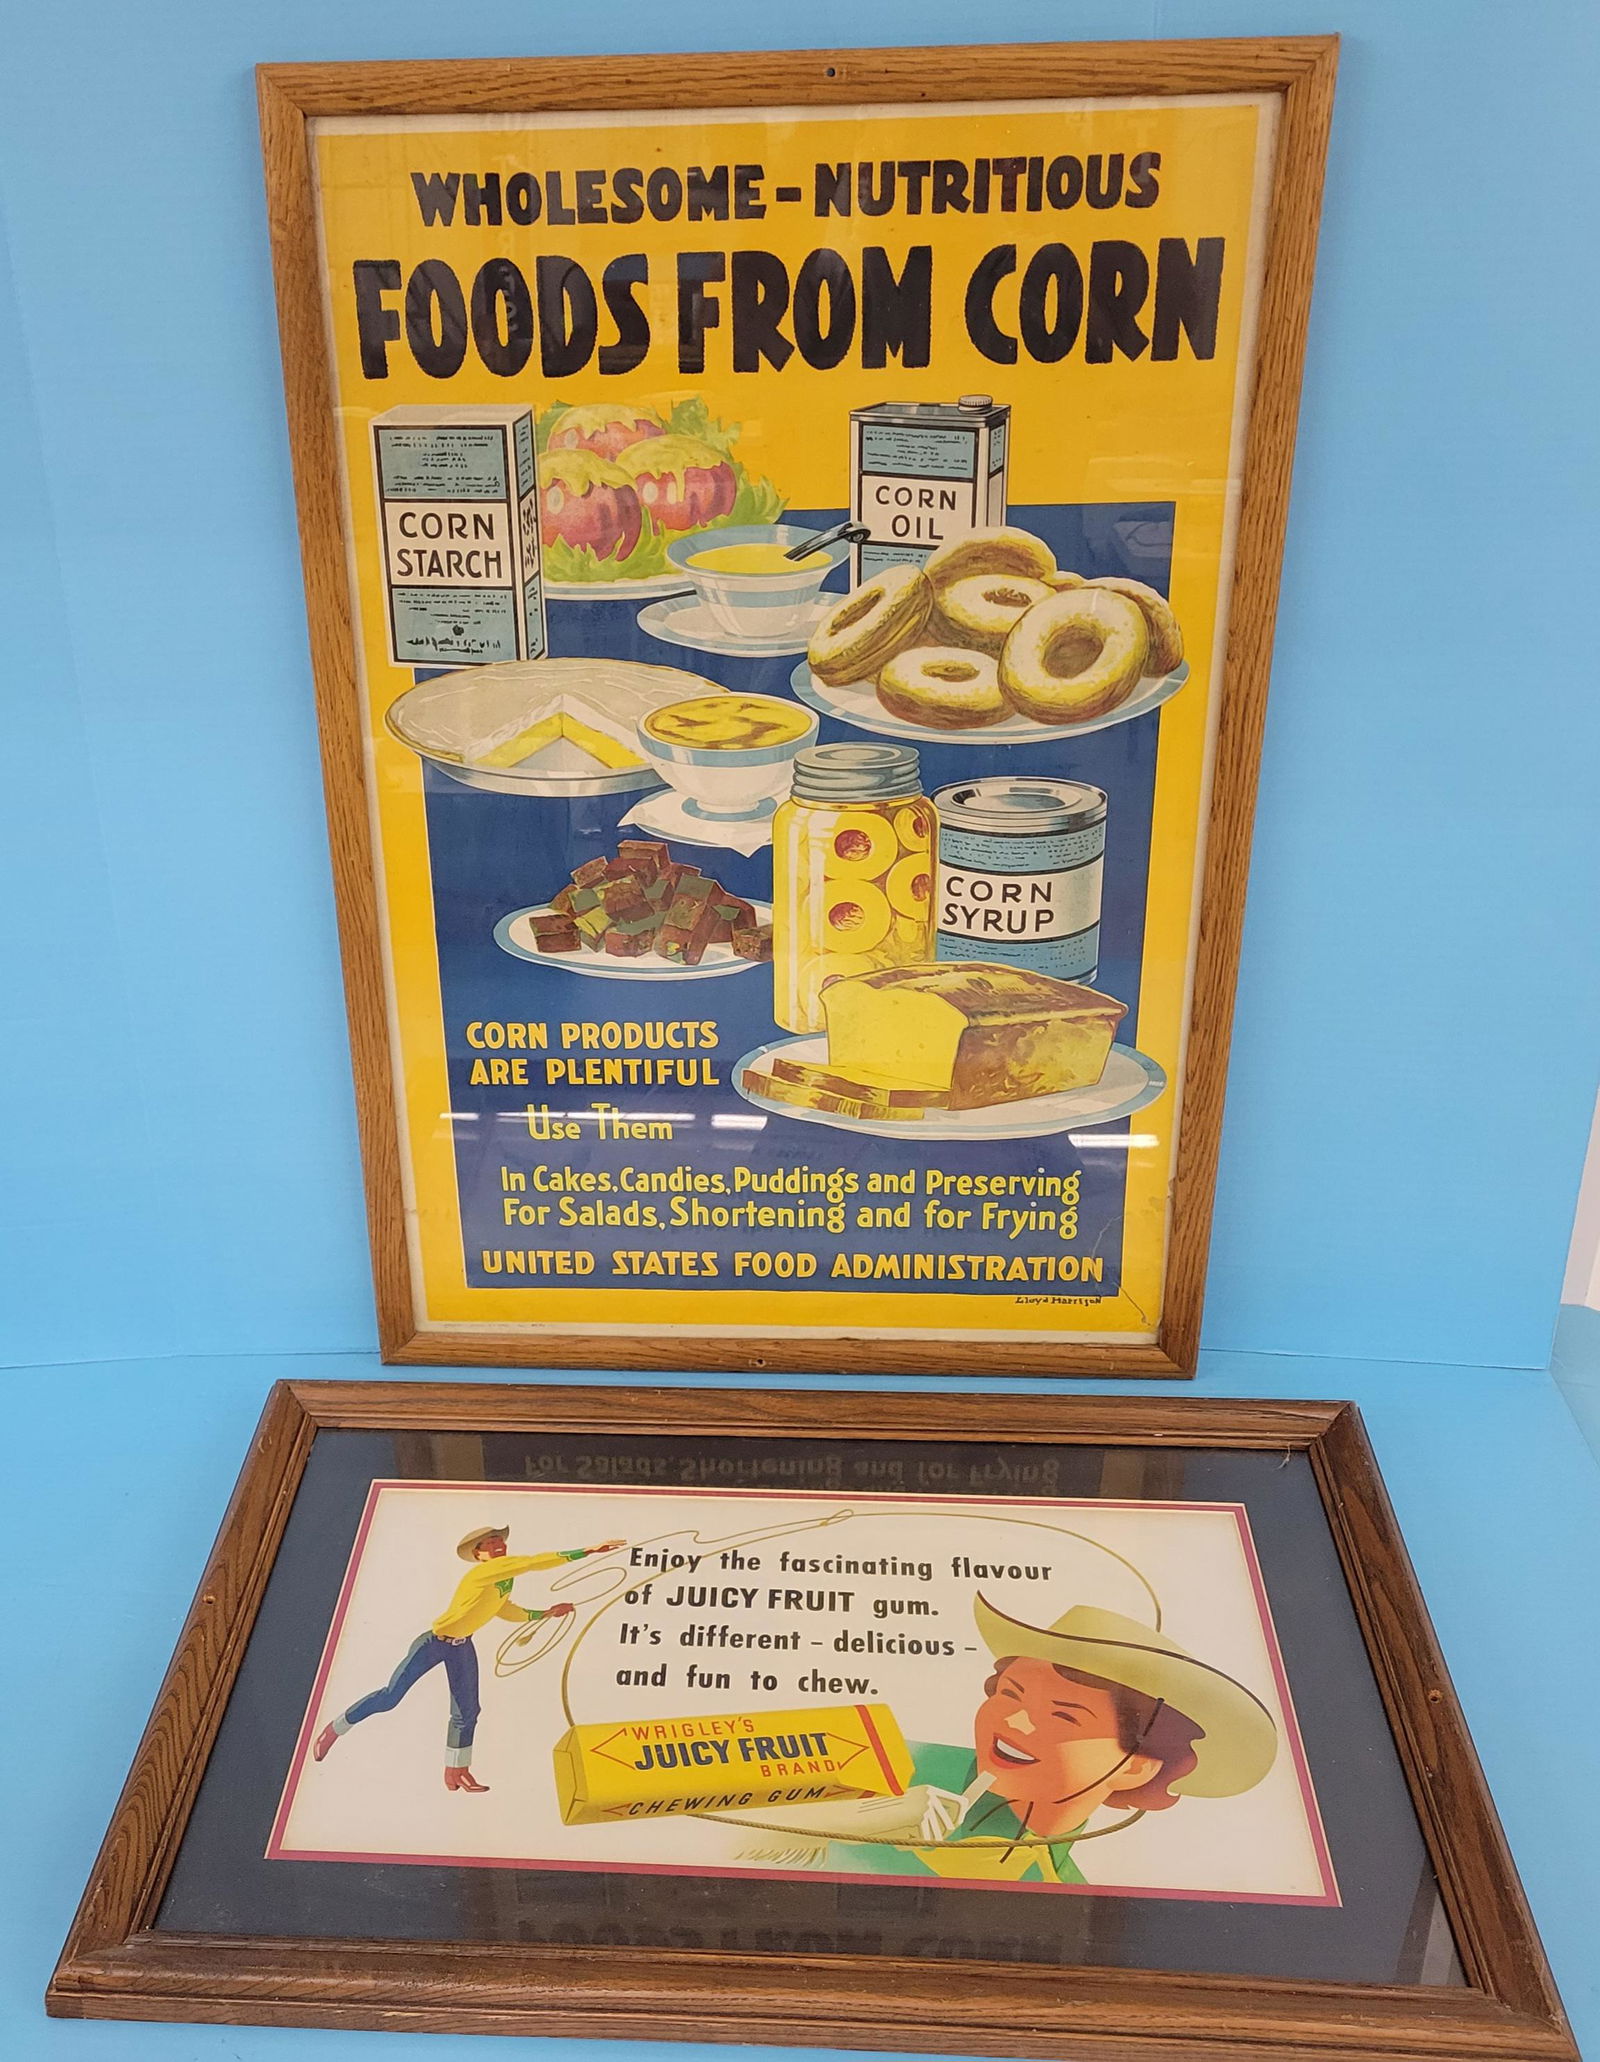 WHOLESOME - NUTRITIOUS
FOODS FROM CORN
CORN
STARCH
CORN
OIL
CORN
SYRUP
CORN PRODUCTS
ARE PLENTIFUL
Use Them
In Cakes, Candies, Puddings and Preserving
For Salads, Shortening and for Frying
UNITED STATES FOOD ADMINISTRATION
Lloyd Harrison
Enjoy the fascinating flavour
of JUICY FRUIT gum.
It's different - delicious -
and fun to chew.
WRIGLEY'S
JUICY FRUIT
BRAND
CHEWING GUM